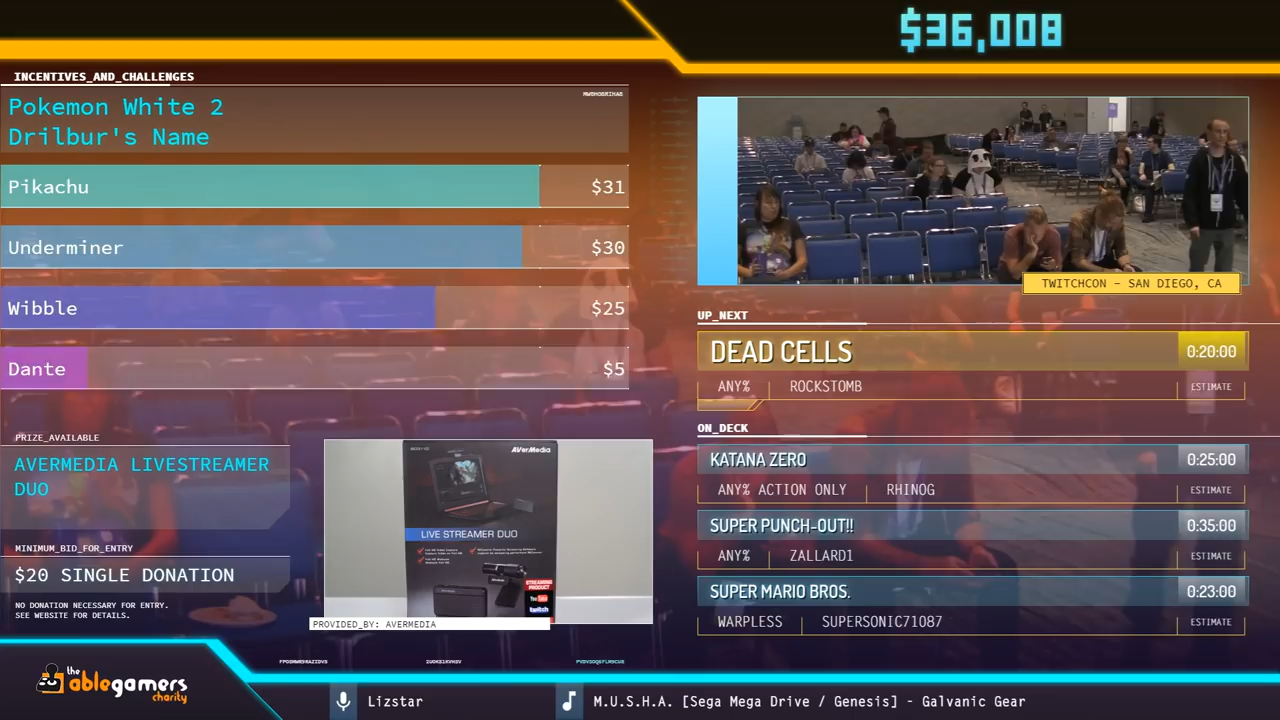 $36,008
INCENTIVES_AND_CHALLENGES
Pokemon White 2
Drilbur's Name
Pikachu $31
Underminer $30
Wibble $25
Dante $5
PRIZE_AVAILABLE
AVERMEDIA LIVESTREAMER
DUO
MINIMUM_BID_FOR_ENTRY
$20 SINGLE DONATION
NO DONATION NECESSARY FOR ENTRY.
SEE WEBSITE FOR DETAILS.
AVerMedia
LIVE STREAMER DUO
STREAMING
PRODUCT
YouTube
twitch
PROVIDED_BY: AVERMEDIA
TWITCHCON - SAN DIEGO, CA
UP_NEXT
DEAD CELLS 0:20:00
ANY% ROCKSTOMB ESTIMATE
ON_DECK
KATANA ZERO 0:25:00
ANY% ACTION ONLY RHINOG ESTIMATE
SUPER PUNCH-OUT!! 0:35:00
ANY% ZALLARD1 ESTIMATE
SUPER MARIO BROS. 0:23:00
WARPLESS SUPERSONIC71087 ESTIMATE
the
ablegamers
charity
Lizstar
M.U.S.H.A. [Sega Mega Drive / Genesis] - Galvanic Gear